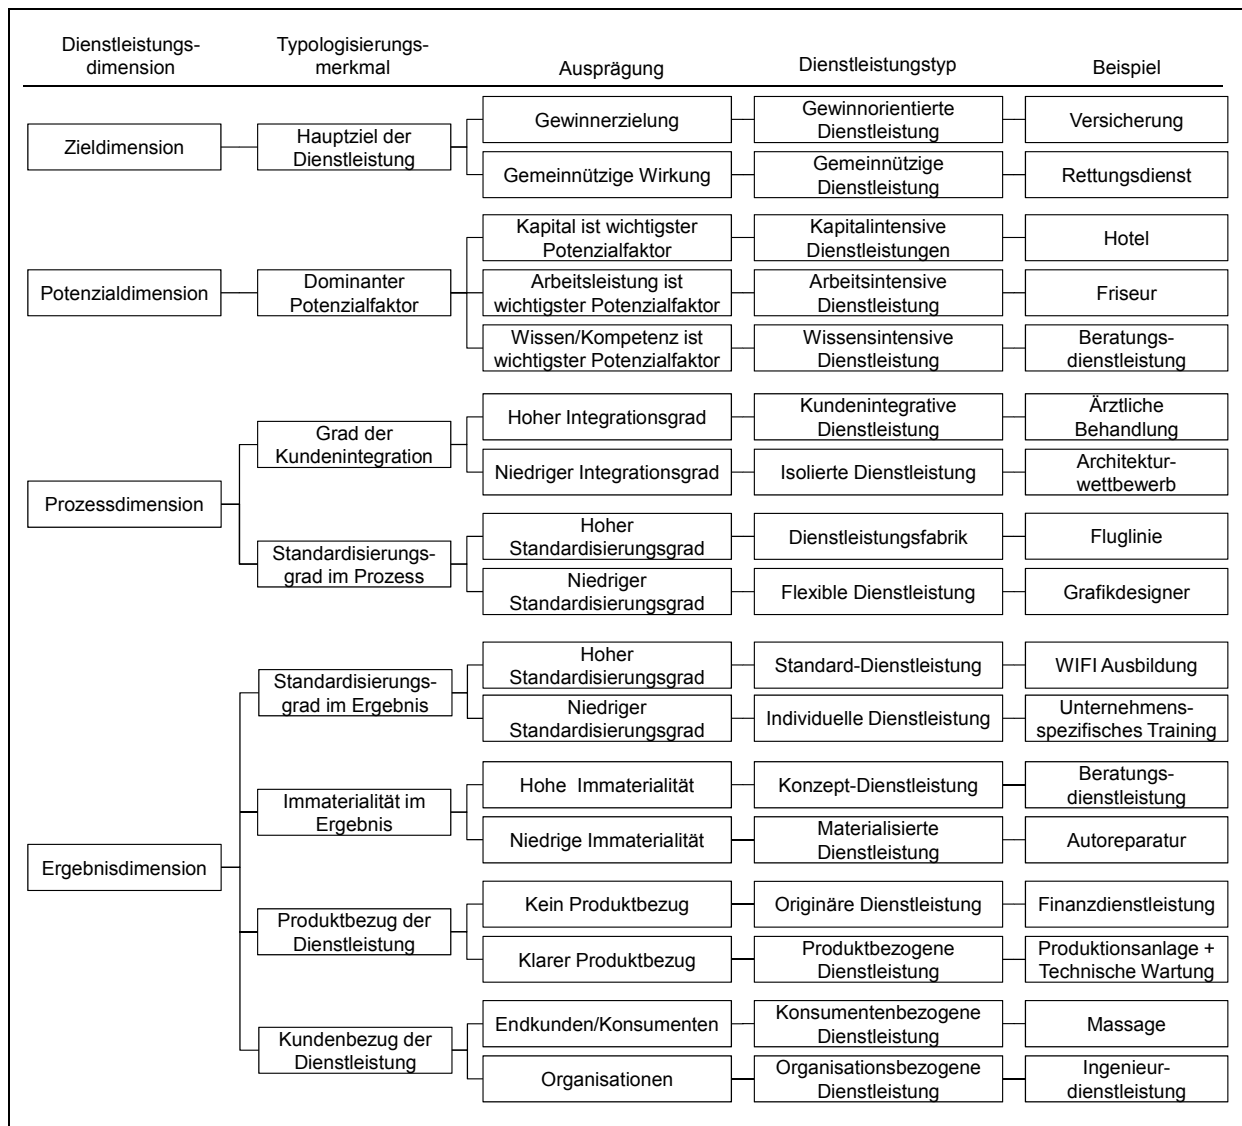 Dienstleistungs-
dimension
Typologisierungs-
merkmal
Ausprägung
Dienstleistungstyp
Beispiel
Zieldimension
Hauptziel der
Dienstleistung
Gewinnerzielung
Gewinnorientierte
Dienstleistung
Versicherung
Gemeinnützige Wirkung
Gemeinnützige
Dienstleistung
Rettungsdienst
Potenzialdimension
Dominanter
Potenzialfaktor
Kapital ist wichtigster
Potenzialfaktor
Kapitalintensive
Dienstleistungen
Hotel
Arbeitsleistung ist
wichtigster Potenzialfaktor
Arbeitsintensive
Dienstleistung
Friseur
Wissen/Kompetenz ist
wichtigster Potenzialfaktor
Wissensintensive
Dienstleistung
Beratungs-
dienstleistung
Prozessdimension
Grad der
Kundenintegration
Hoher Integrationsgrad
Kundenintegrative
Dienstleistung
Ärztliche
Behandlung
Niedriger Integrationsgrad
Isolierte Dienstleistung
Architektur-
wettbewerb
Standardisierungs-
grad im Prozess
Hoher
Standardisierungsgrad
Dienstleistungsfabrik
Fluglinie
Niedriger
Standardisierungsgrad
Flexible Dienstleistung
Grafikdesigner
Ergebnisdimension
Standardisierungs-
grad im Ergebnis
Hoher
Standardisierungsgrad
Standard-Dienstleistung
WIFI Ausbildung
Niedriger
Standardisierungsgrad
Individuelle Dienstleistung
Unternehmens-
spezifisches Training
Immaterialität im
Ergebnis
Hohe Immaterialität
Konzept-Dienstleistung
Beratungs-
dienstleistung
Niedrige Immaterialität
Materialisierte
Dienstleistung
Autoreparatur
Produktbezug der
Dienstleistung
Kein Produktbezug
Originäre Dienstleistung
Finanzdienstleistung
Klarer Produktbezug
Produktbezogene
Dienstleistung
Produktionsanlage +
Technische Wartung
Kundenbezug der
Dienstleistung
Endkunden/Konsumenten
Konsumentenbezogene
Dienstleistung
Massage
Organisationen
Organisationsbezogene
Dienstleistung
Ingenieur-
dienstleistung